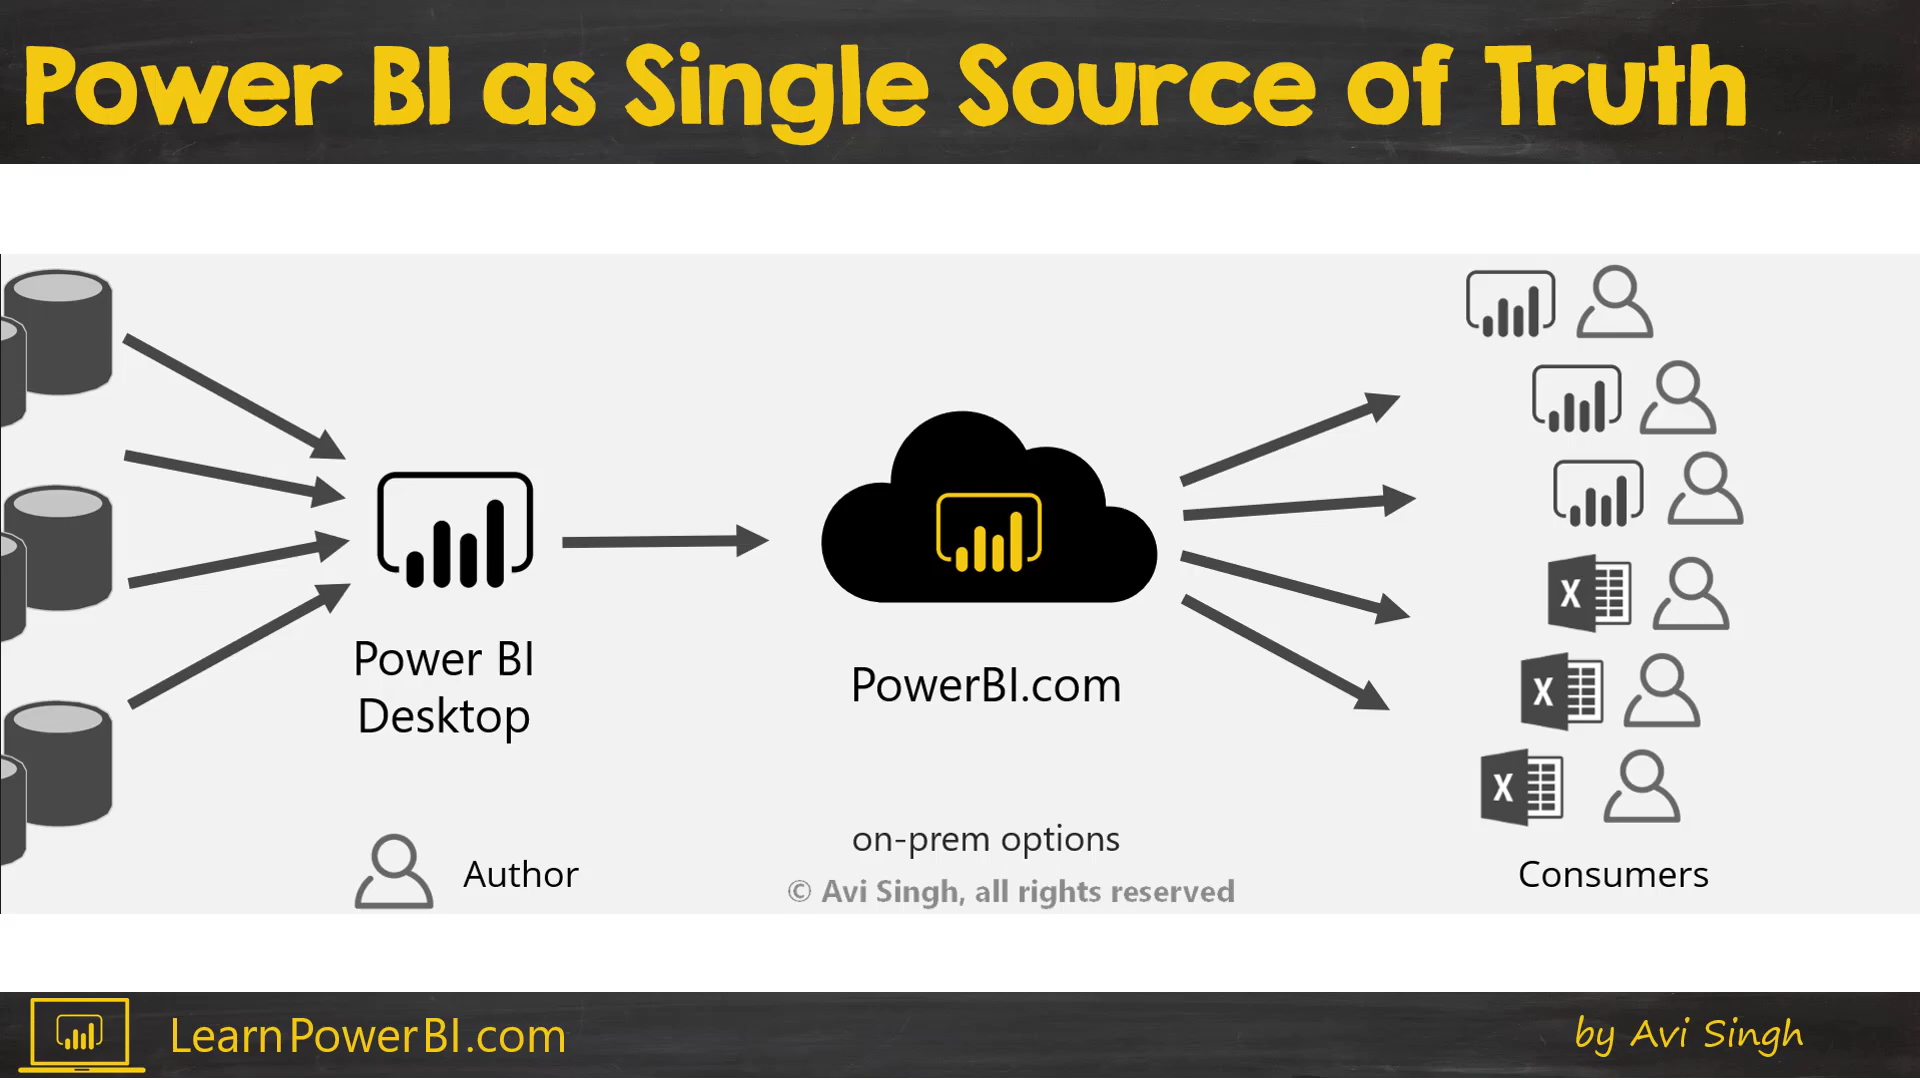 Power BI as Single Source of Truth
Power BI
Desktop
PowerBI.com
X
X
X
Author
on-prem options
© Avi Singh, all rights reserved
Consumers
LearnPowerBI.com
by Avi Singh